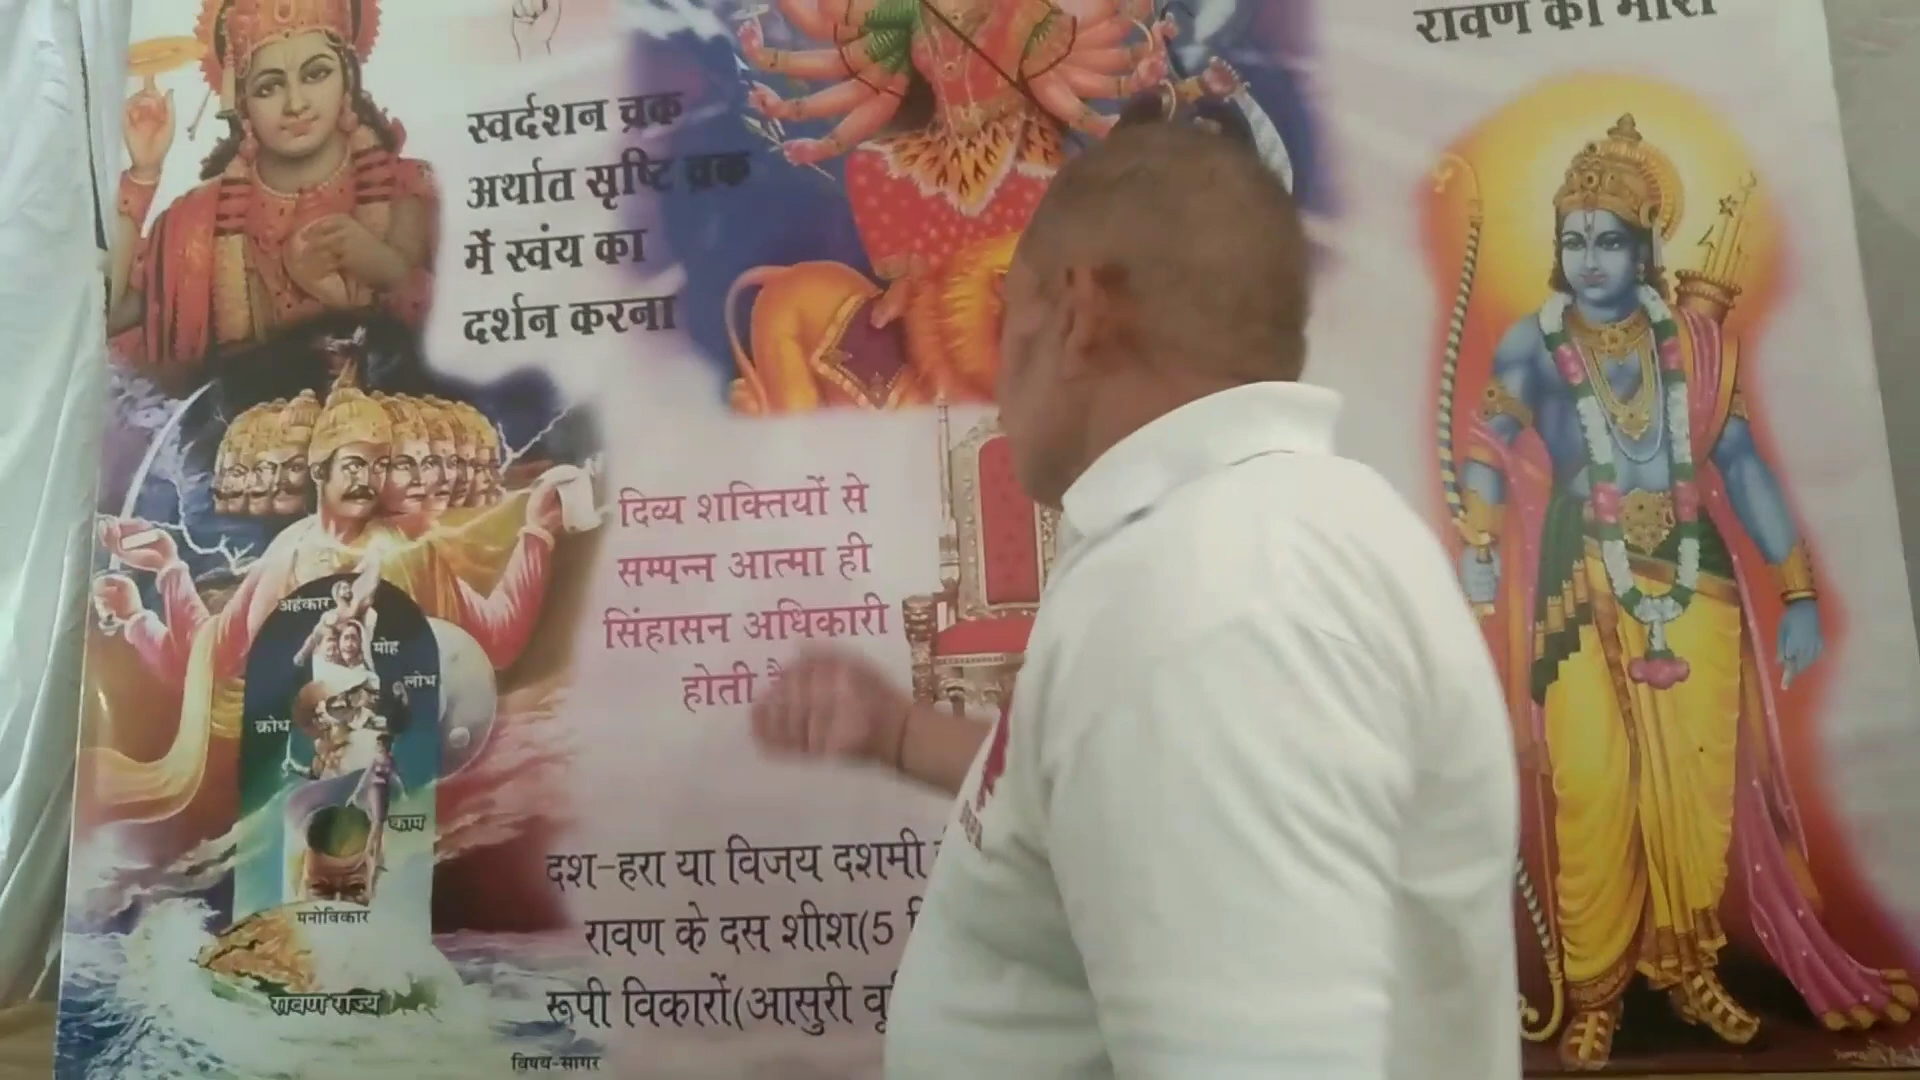 रावण को मारा
स्वर्दशन च्रक
अर्थात सृष्टि च्रक
में स्वंय का
दर्शन करना
दिव्य शक्तियों से
सम्पन्न आत्मा ही
सिंहासन अधिकारी
होती है
अहंकार
मोह
लोभ
क्रोध
काम
मनोविकार
रावण राज्य
दश-हरा या विजय दशमी
रावण के दस शीश(5
रूपी विकारों(आसुरी
विषय-सागर